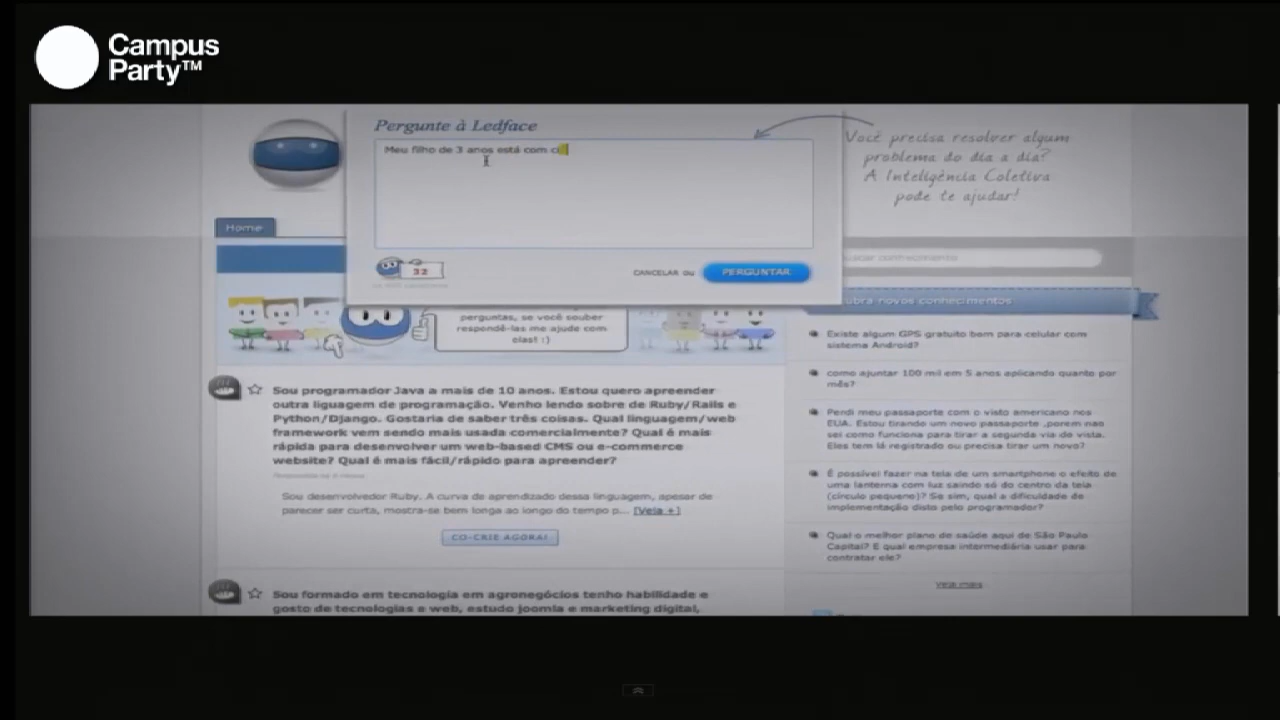 Campus
Party™
Pergunte à Ledface
Meu filho de 3 anos está com c
Você precisa resolver algum
problema do dia a dia?
A Inteligência Coletiva
pode te ajudar!
32
CANCELAR ou
PERGUNTAR
Home
conhecimento
ubra novos conhecimentos
perguntas, se você souber
respondê-las me ajude com
elas! :)
Existe algum GPS gratuito bom para celular com
sistema Android?
como ajuntar 100 mil em 5 anos aplicando quanto por
mês?
Perdi meu passaporte com o visto americano nos
EUA. Estou tirando um novo passaporte ,porem nao
sei como funciona para tirar a segunda via do visto.
Eles tem lá registrado ou precisa tirar um novo?
É possível fazer na tela de um smartphone o efeito de
uma lanterna com luz saindo só do centro da tela
(círculo pequeno)? Se sim, qual a dificuldade de
implementação disto pelo programador?
Qual o melhor plano de saúde aqui de São Paulo
Capital? E qual empresa intermediária usar para
contratar ele?
Veja mais
Sou programador Java a mais de 10 anos. Estou quero apreender
outra liguagem de programação. Venho lendo sobre de Ruby/Rails e
Python/Django. Gostaria de saber três coisas. Qual linguagem/web
framework vem sendo mais usada comercialmente? Qual é mais
rápida para desenvolver um web-based CMS ou e-commerce
website? Qual é mais fácil/rápido para apreender?
Sou desenvolvedor Ruby. A curva de aprendizado dessa linguagem, apesar de
parecer ser curta, mostra-se bem longa ao longo do tempo p... [Veja +]
CO-CRIE AGORA!
Sou formado em tecnologia em agronegócios tenho habilidade e
gosto de tecnologias e web, estudo joomla e marketing digital,